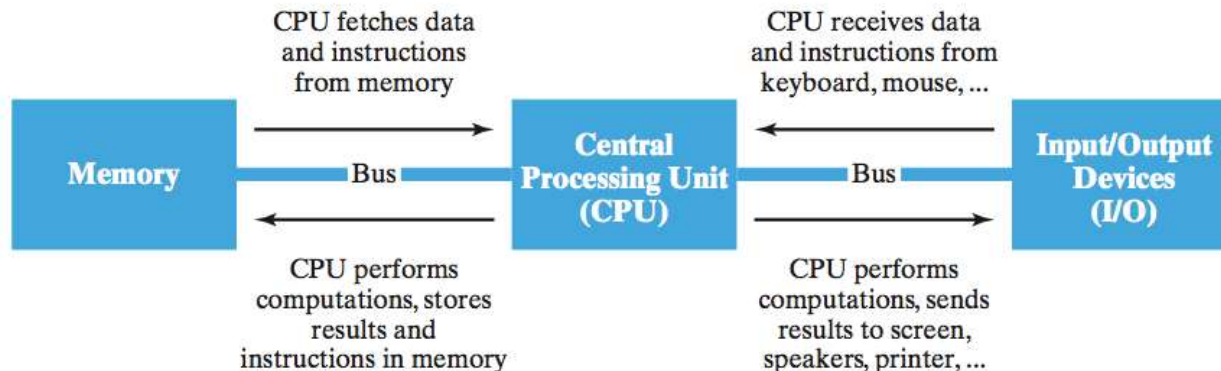 CPU fetches data
and instructions
from memory
CPU receives data
and instructions from
keyboard, mouse, ...
Memory
Bus
Central
Processing Unit
(CPU)
Bus
Input/Output
Devices
(I/O)
CPU performs
computations, stores
results and
instructions in memory
CPU performs
computations, sends
results to screen,
speakers, printer, ...